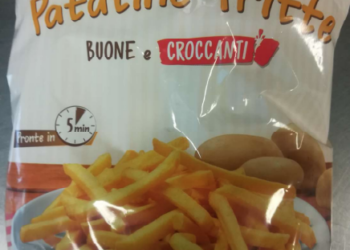 Patatine fritte
BUONE e CROCCANTI
Pronte in 5 min